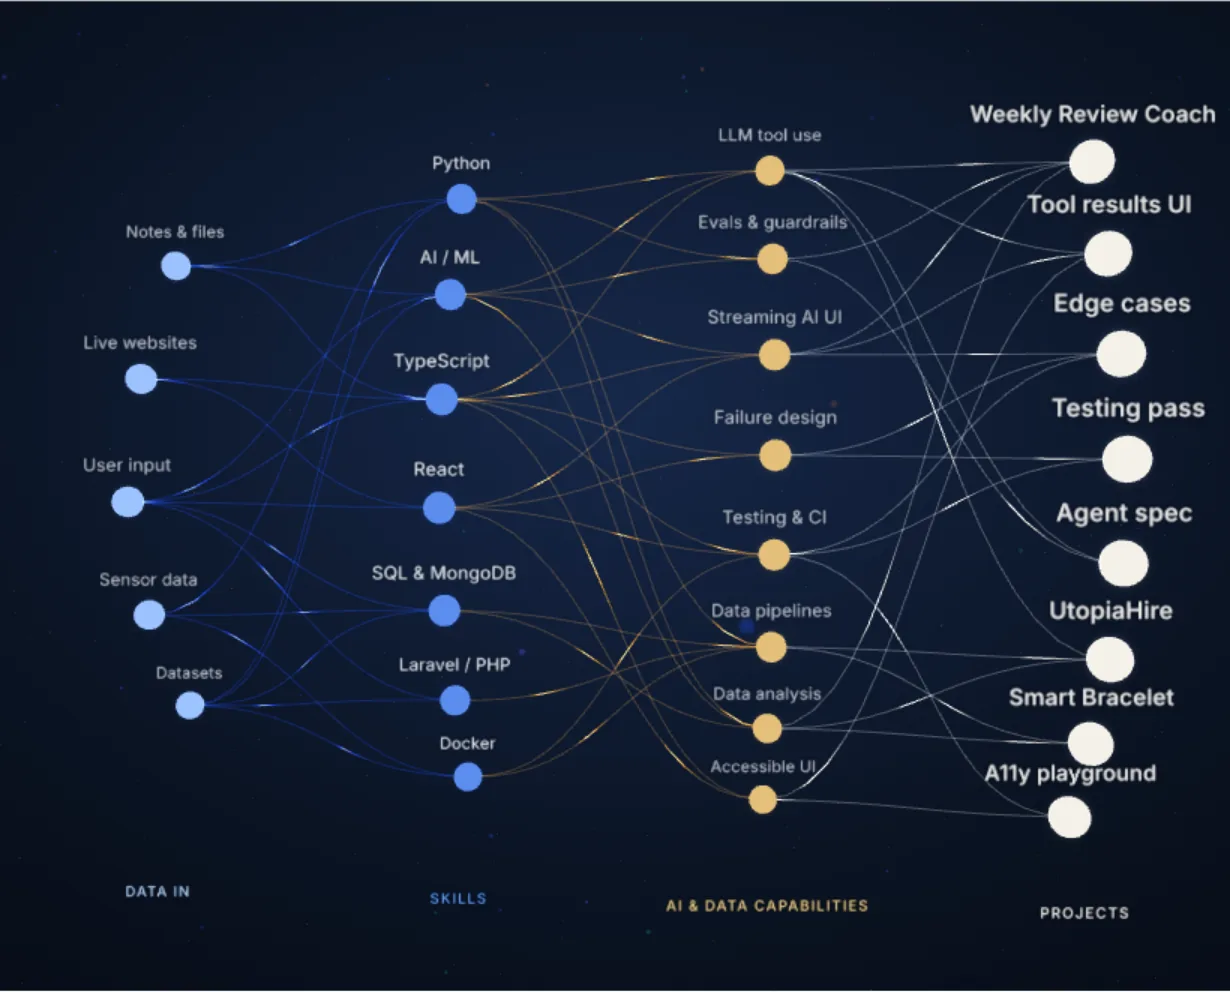 Notes & files
Live websites
User input
Sensor data
Datasets
DATA IN
Python
AI / ML
TypeScript
React
SQL & MongoDB
Laravel / PHP
Docker
SKILLS
LLM tool use
Evals & guardrails
Streaming AI UI
Failure design
Testing & CI
Data pipelines
Data analysis
Accessible UI
AI & DATA CAPABILITIES
Weekly Review Coach
Tool results UI
Edge cases
Testing pass
Agent spec
UtopiaHire
Smart Bracelet
A11y playground
PROJECTS